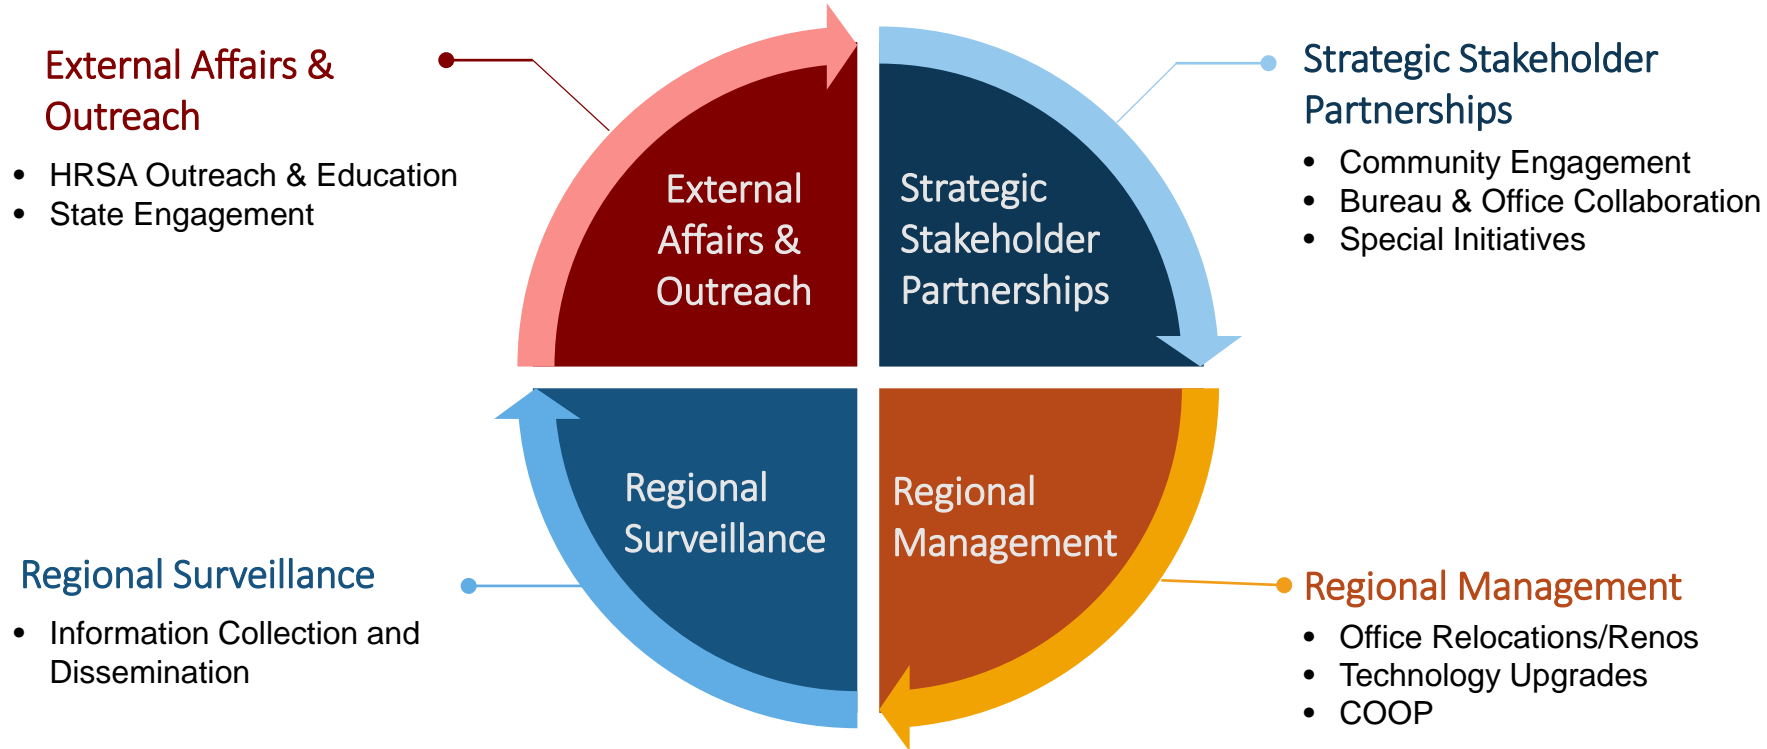 External Affairs &
Outreach
• HRSA Outreach & Education
• State Engagement
External
Affairs &
Outreach
Strategic
Stakeholder
Partnerships
Strategic Stakeholder
Partnerships
• Community Engagement
• Bureau & Office Collaboration
• Special Initiatives
Regional Surveillance
• Information Collection and
Dissemination
Regional
Surveillance
Regional
Management
Regional Management
• Office Relocations/Renos
• Technology Upgrades
• COOP